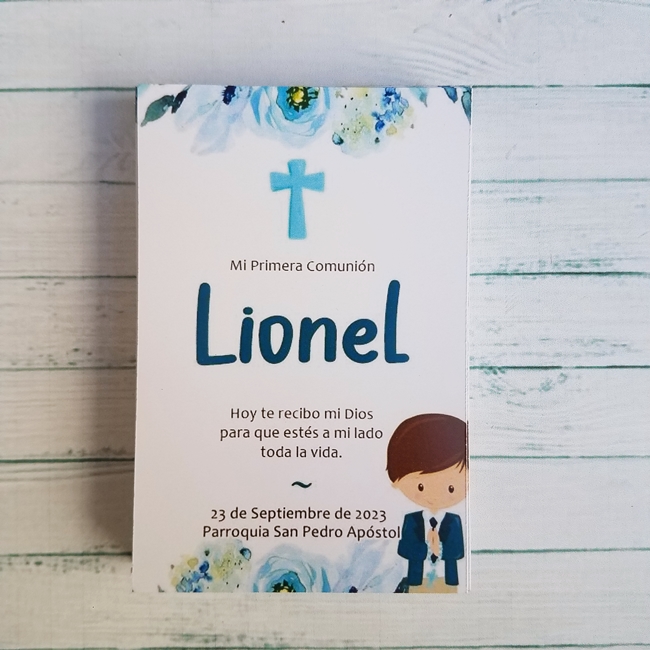 Mi Primera Comunión
Lionel
Hoy te recibo mi Dios
para que estés a mi lado
toda la vida.
~
23 de Septiembre de 2023
Parroquia San Pedro Apóstol